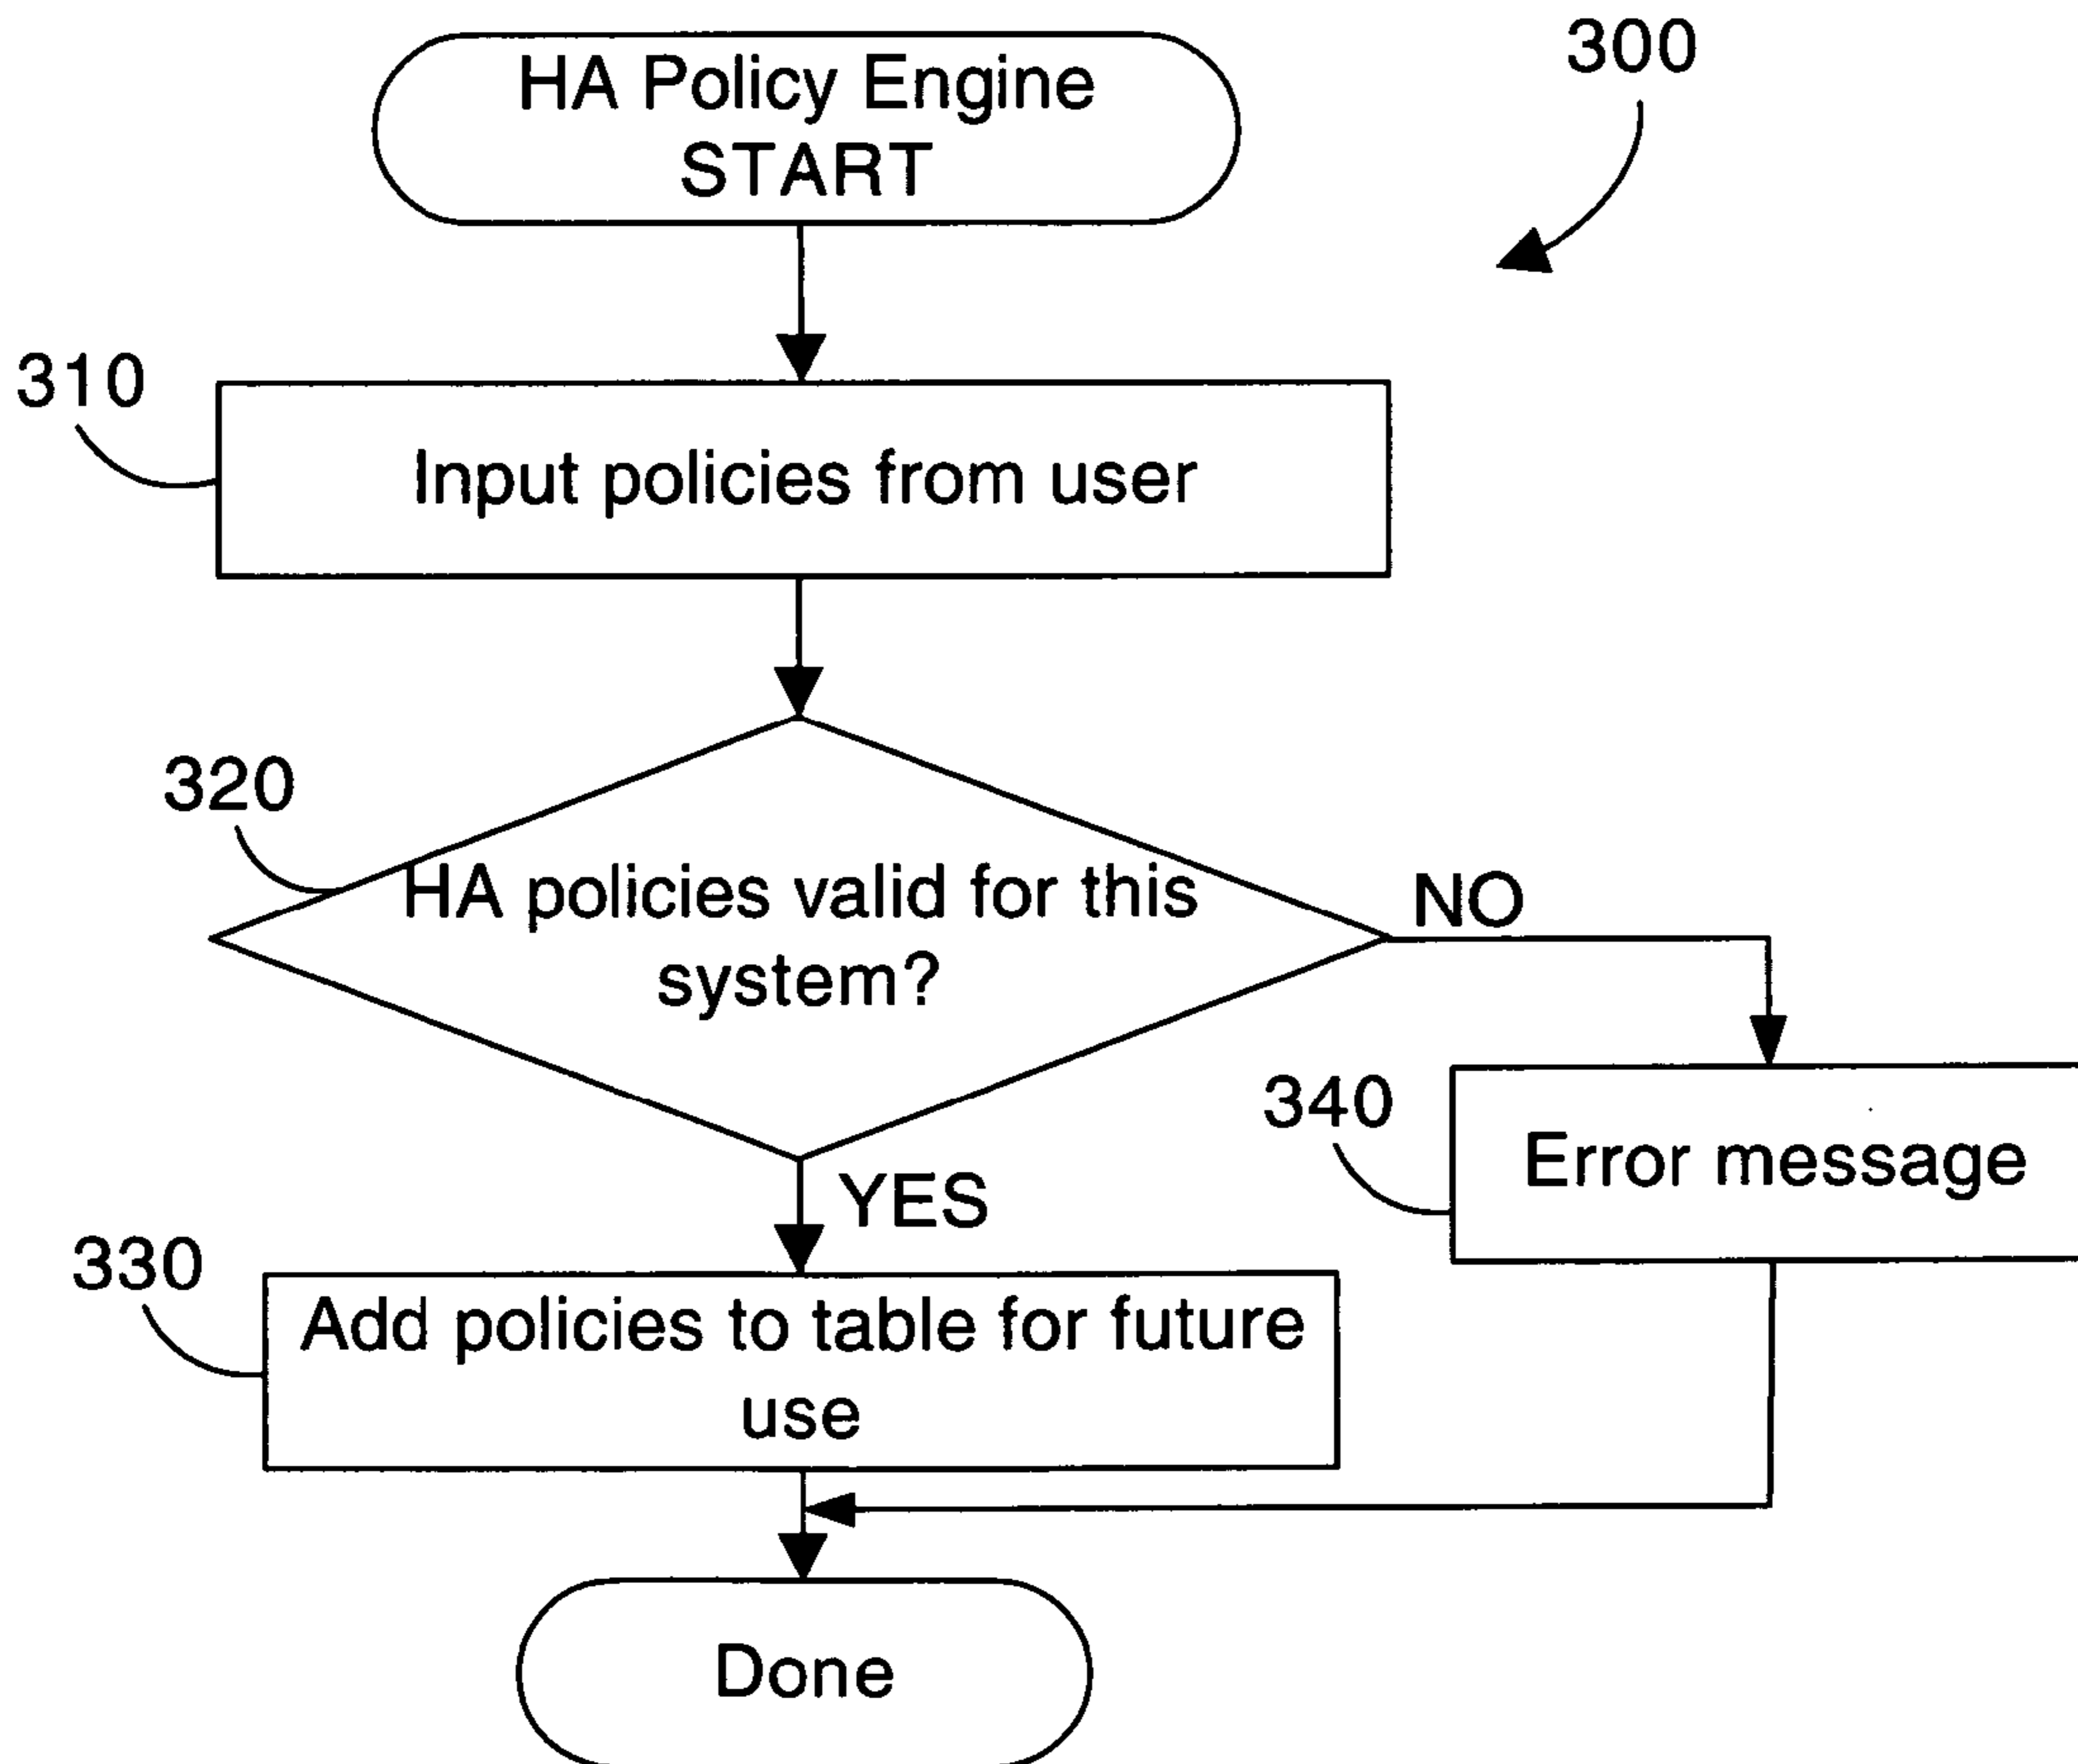 HA Policy Engine
START
300
310
Input policies from user
320
HA policies valid for this
system?
NO
340
Error message
YES
330
Add policies to table for future
use
Done